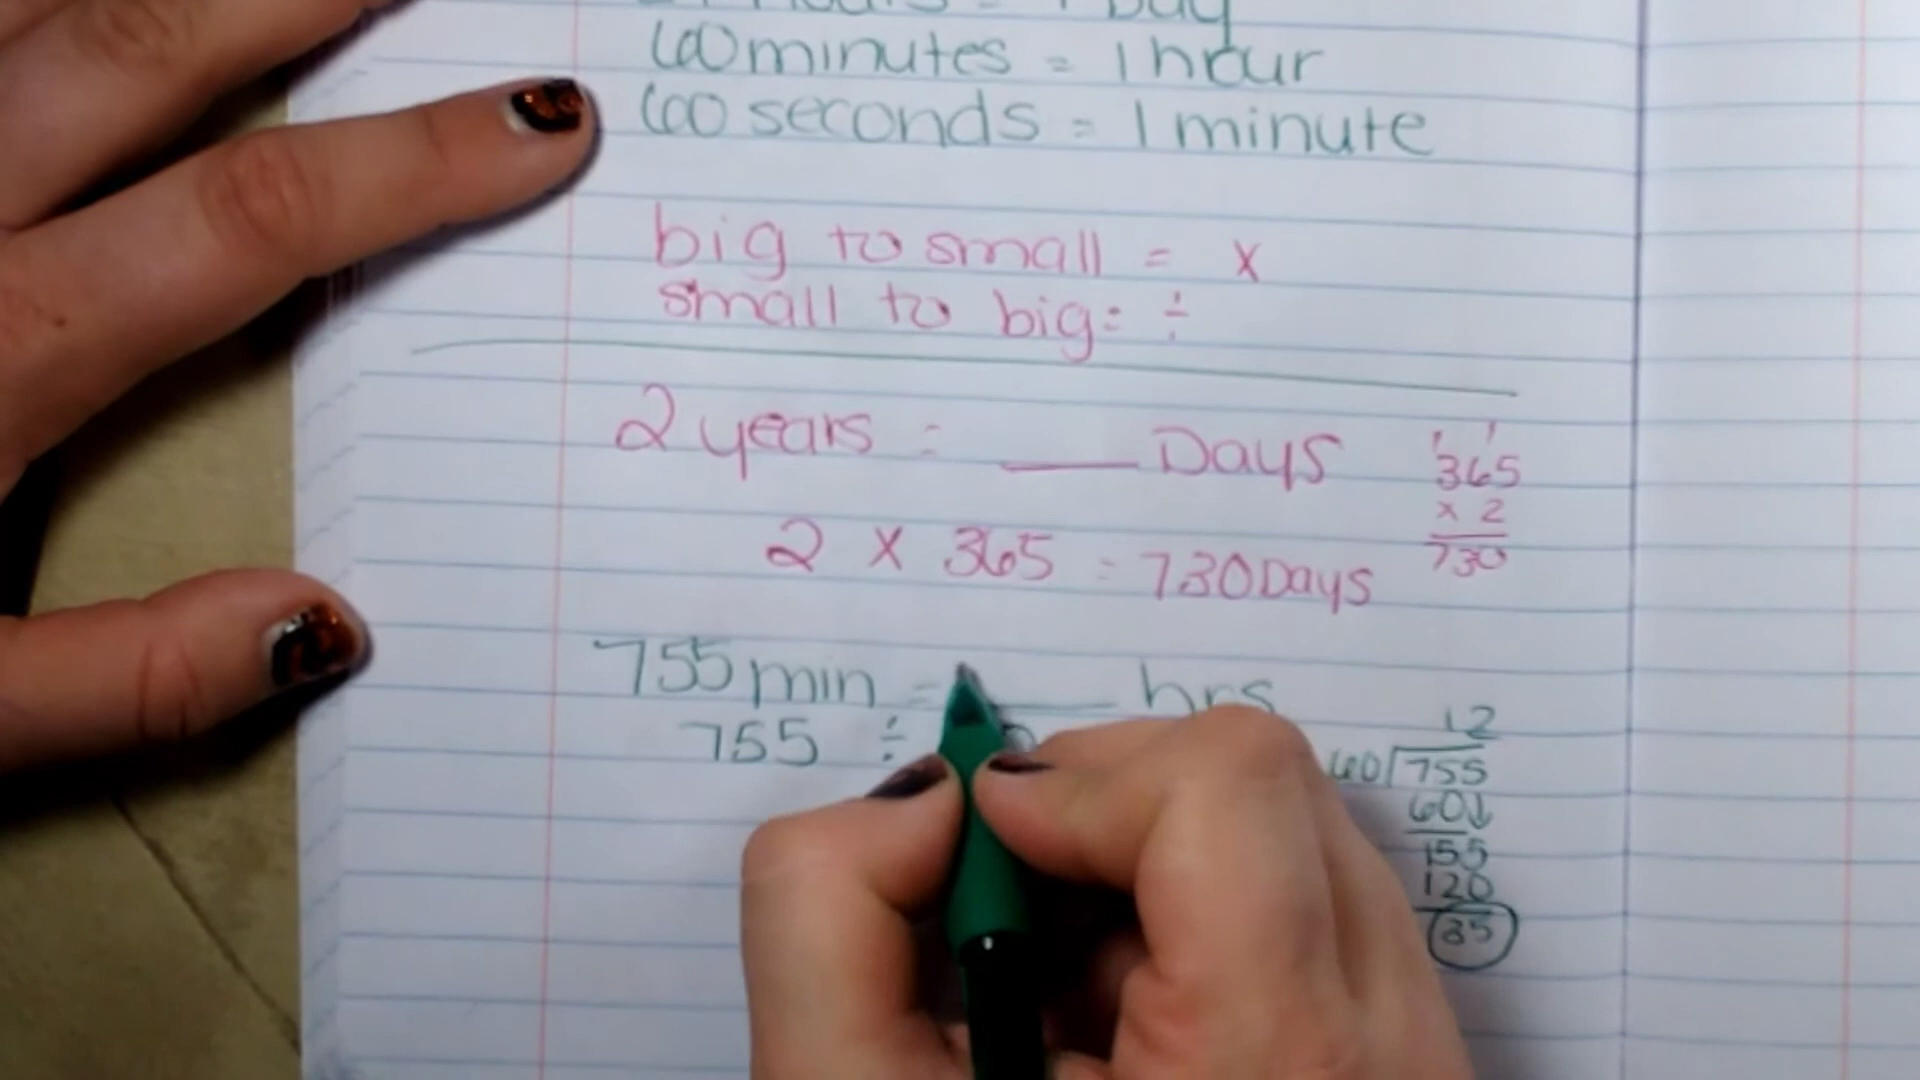 60 minutes = 1 hour
60 seconds = 1 minute
big to small = x
small to big = ÷
2 years = ___ Days
365
x 2
730
2 x 365 = 730 Days
755 min = ___ hrs
755 ÷
12
60)755
60↓
155
120
35